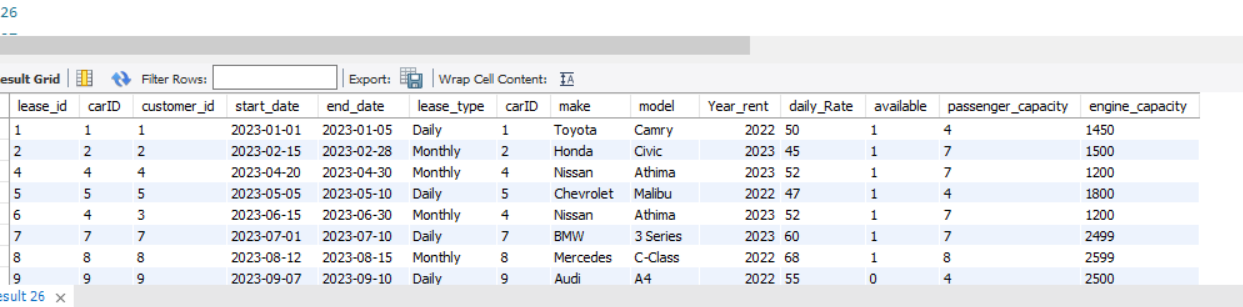 26
esult Grid Filter Rows: Export: Wrap Cell Content:
lease_id carID customer_id start_date end_date lease_type carID make model Year_rent daily_Rate available passenger_capacity engine_capacity
1 1 1 2023-01-01 2023-01-05 Daily 1 Toyota Camry 2022 50 1 4 1450
2 2 2 2023-02-15 2023-02-28 Monthly 2 Honda Civic 2023 45 1 7 1500
4 4 4 2023-04-20 2023-04-30 Monthly 4 Nissan Athima 2023 52 1 7 1200
5 5 5 2023-05-05 2023-05-10 Daily 5 Chevrolet Malibu 2022 47 1 4 1800
6 4 3 2023-06-15 2023-06-30 Monthly 4 Nissan Athima 2023 52 1 7 1200
7 7 7 2023-07-01 2023-07-10 Daily 7 BMW 3 Series 2023 60 1 7 2499
8 8 8 2023-08-12 2023-08-15 Monthly 8 Mercedes C-Class 2022 68 1 8 2599
9 9 9 2023-09-07 2023-09-10 Daily 9 Audi A4 2022 55 0 4 2500
esult 26 ×